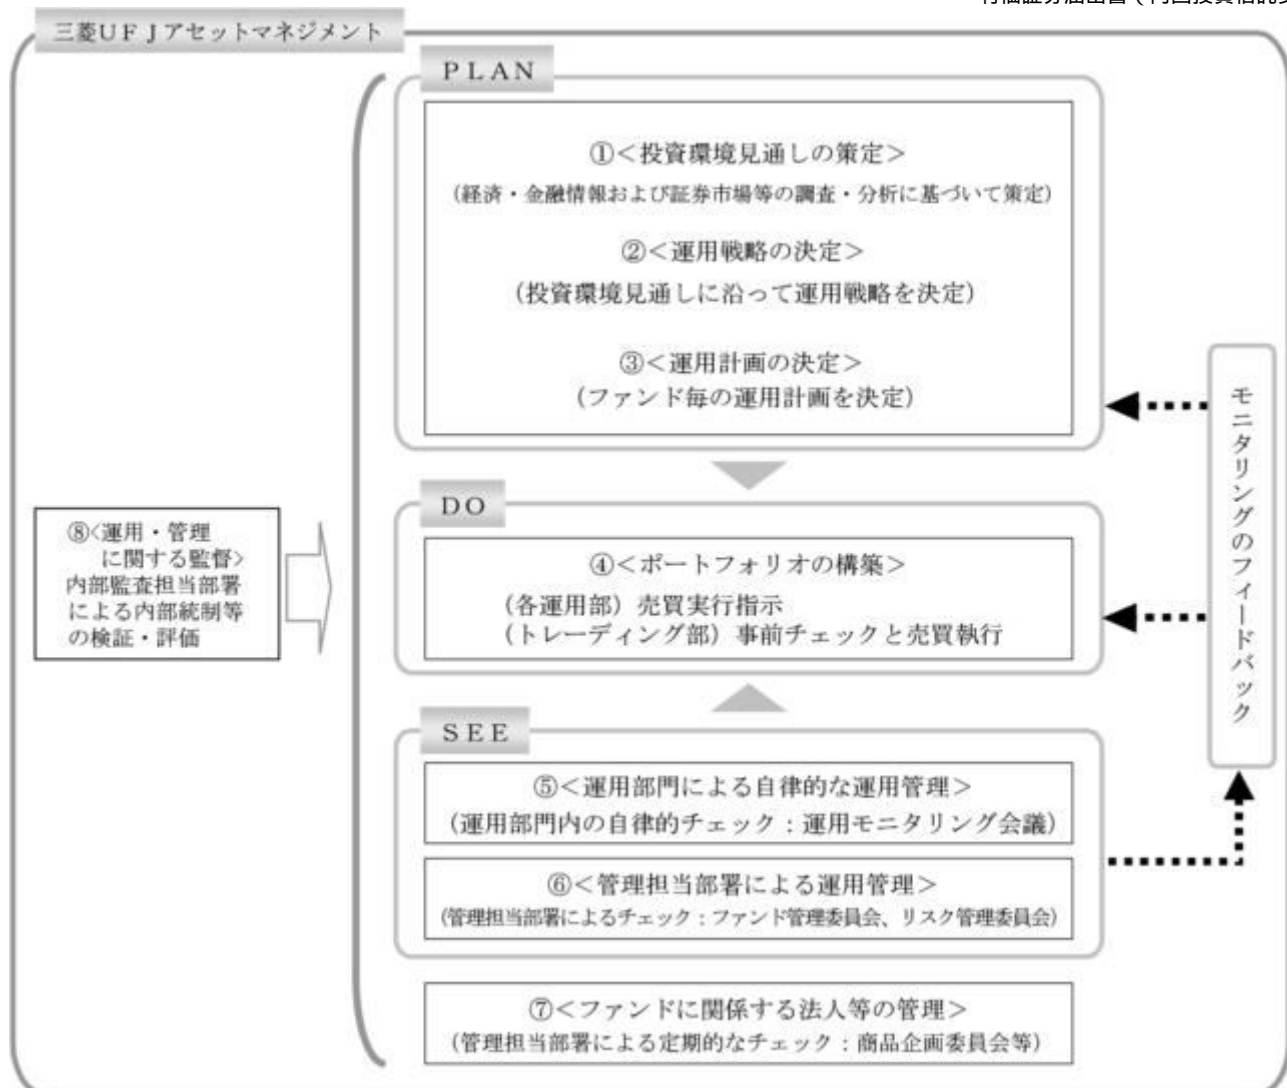 三菱ＵＦＪアセットマネジメント
ＰＬＡＮ
①＜投資環境見通しの策定＞
（経済・金融情報および証券市場等の調査・分析に基づいて策定）
②＜運用戦略の決定＞
（投資環境見通しに沿って運用戦略を決定）
③＜運用計画の決定＞
（ファンド毎の運用計画を決定）
ＤＯ
④＜ポートフォリオの構築＞
（各運用部）売買実行指示
（トレーディング部）事前チェックと売買執行
ＳＥＥ
⑤＜運用部門による自律的な運用管理＞
（運用部門内の自律的チェック：運用モニタリング会議）
⑥＜管理担当部署による運用管理＞
（管理担当部署によるチェック：ファンド管理委員会、リスク管理委員会）
⑦＜ファンドに関係する法人等の管理＞
（管理担当部署による定期的なチェック：商品企画委員会等）
⑧＜運用・管理
に関する監督＞
内部監査担当部署
による内部統制等
の検証・評価
モニタリングのフィードバック